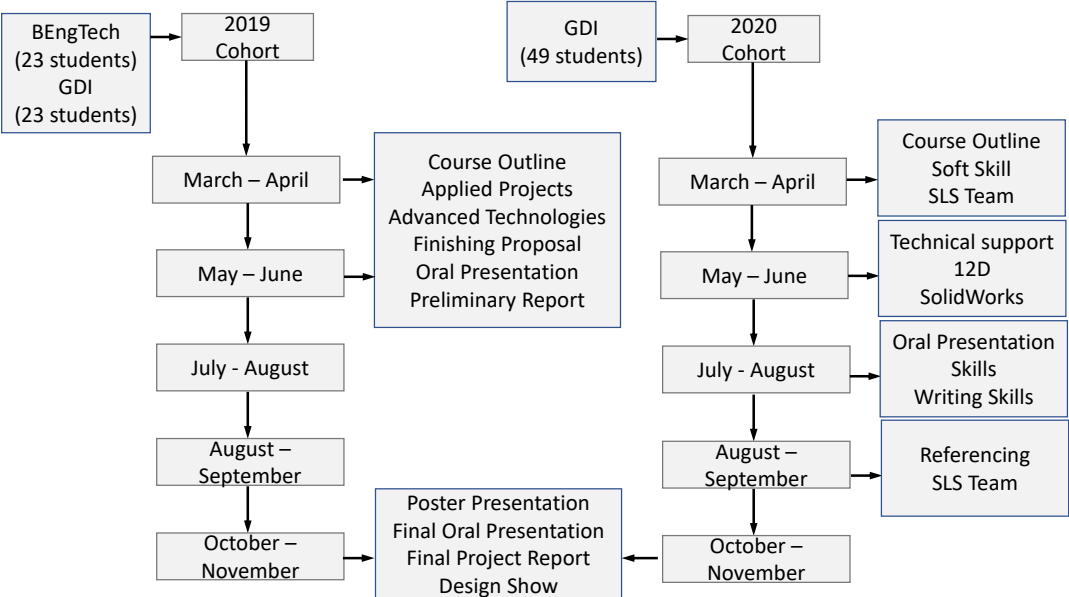 BEngTech
(23 students)
GDI
(23 students)
2019
Cohort
March – April
May – June
July - August
August –
September
October –
November
Course Outline
Applied Projects
Advanced Technologies
Finishing Proposal
Oral Presentation
Preliminary Report
Poster Presentation
Final Oral Presentation
Final Project Report
Design Show
GDI
(49 students)
2020
Cohort
March – April
May – June
July - August
August –
September
October –
November
Course Outline
Soft Skill
SLS Team
Technical support
12D
SolidWorks
Oral Presentation
Skills
Writing Skills
Referencing
SLS Team